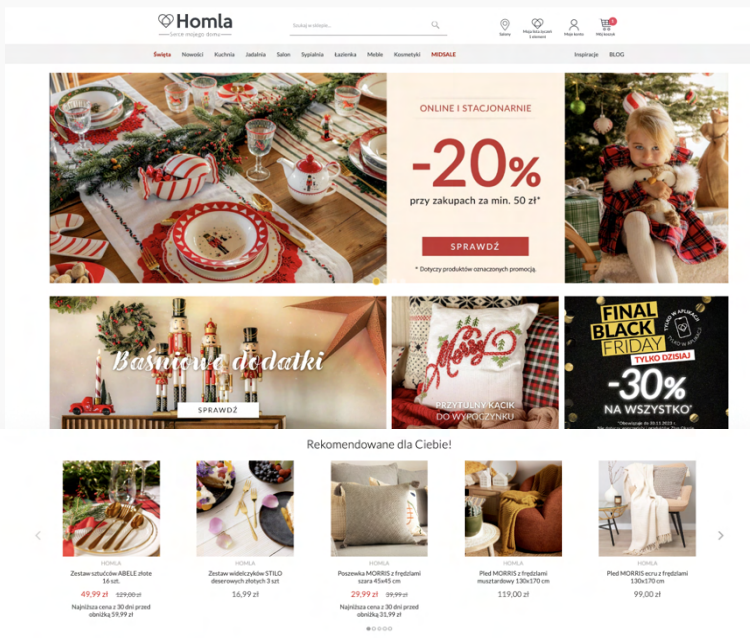 Homla
Serce mojego domu
Szukaj w sklepie...
Salony
Moja lista życzeń
Moje konto
Mój koszyk
Święta Nowości Kuchnia Jadalnia Salon Sypialnia Łazienka Meble Kosmetyki MIDSALE Inspiracje BLOG
ONLINE I STACJONARNIE
-20%
przy zakupach za min. 50 zł*
SPRAWDŹ
* Dotyczy produktów oznaczonych promocją.
Baśniowe dodatki
SPRAWDŹ
Merry
PRZYTULNY KĄCIK
DO WYPOCZYNKU
FINAL
BLACK
FRIDAY
TYLKO W APLIKACJI
TYLKO W APLIKACJI
TYLKO DZISIAJ
-30%
NA WSZYSTKO*
Rekomendowane dla Ciebie!
HOMLA HOMLA HOMLA HOMLA HOMLA
Zestaw sztućców ABELE złote
16 szt.
49,99 zł 129,00 zł
Najniższa cena z 30 dni przed
obniżką 59,99 zł
Zestaw widelczyków STILO
deserowych złotych 3 szt
16,99 zł
Poszewka MORRIS z frędzlami
szara 45x45 cm
29,99 zł 39,99 zł
Najniższa cena z 30 dni przed
obniżką 31,99 zł
Pled MORRIS z frędzlami
musztardowy 130x170 cm
119,00 zł
Pled MORRIS ecru z frędzlami
130x170 cm
99,00 zł